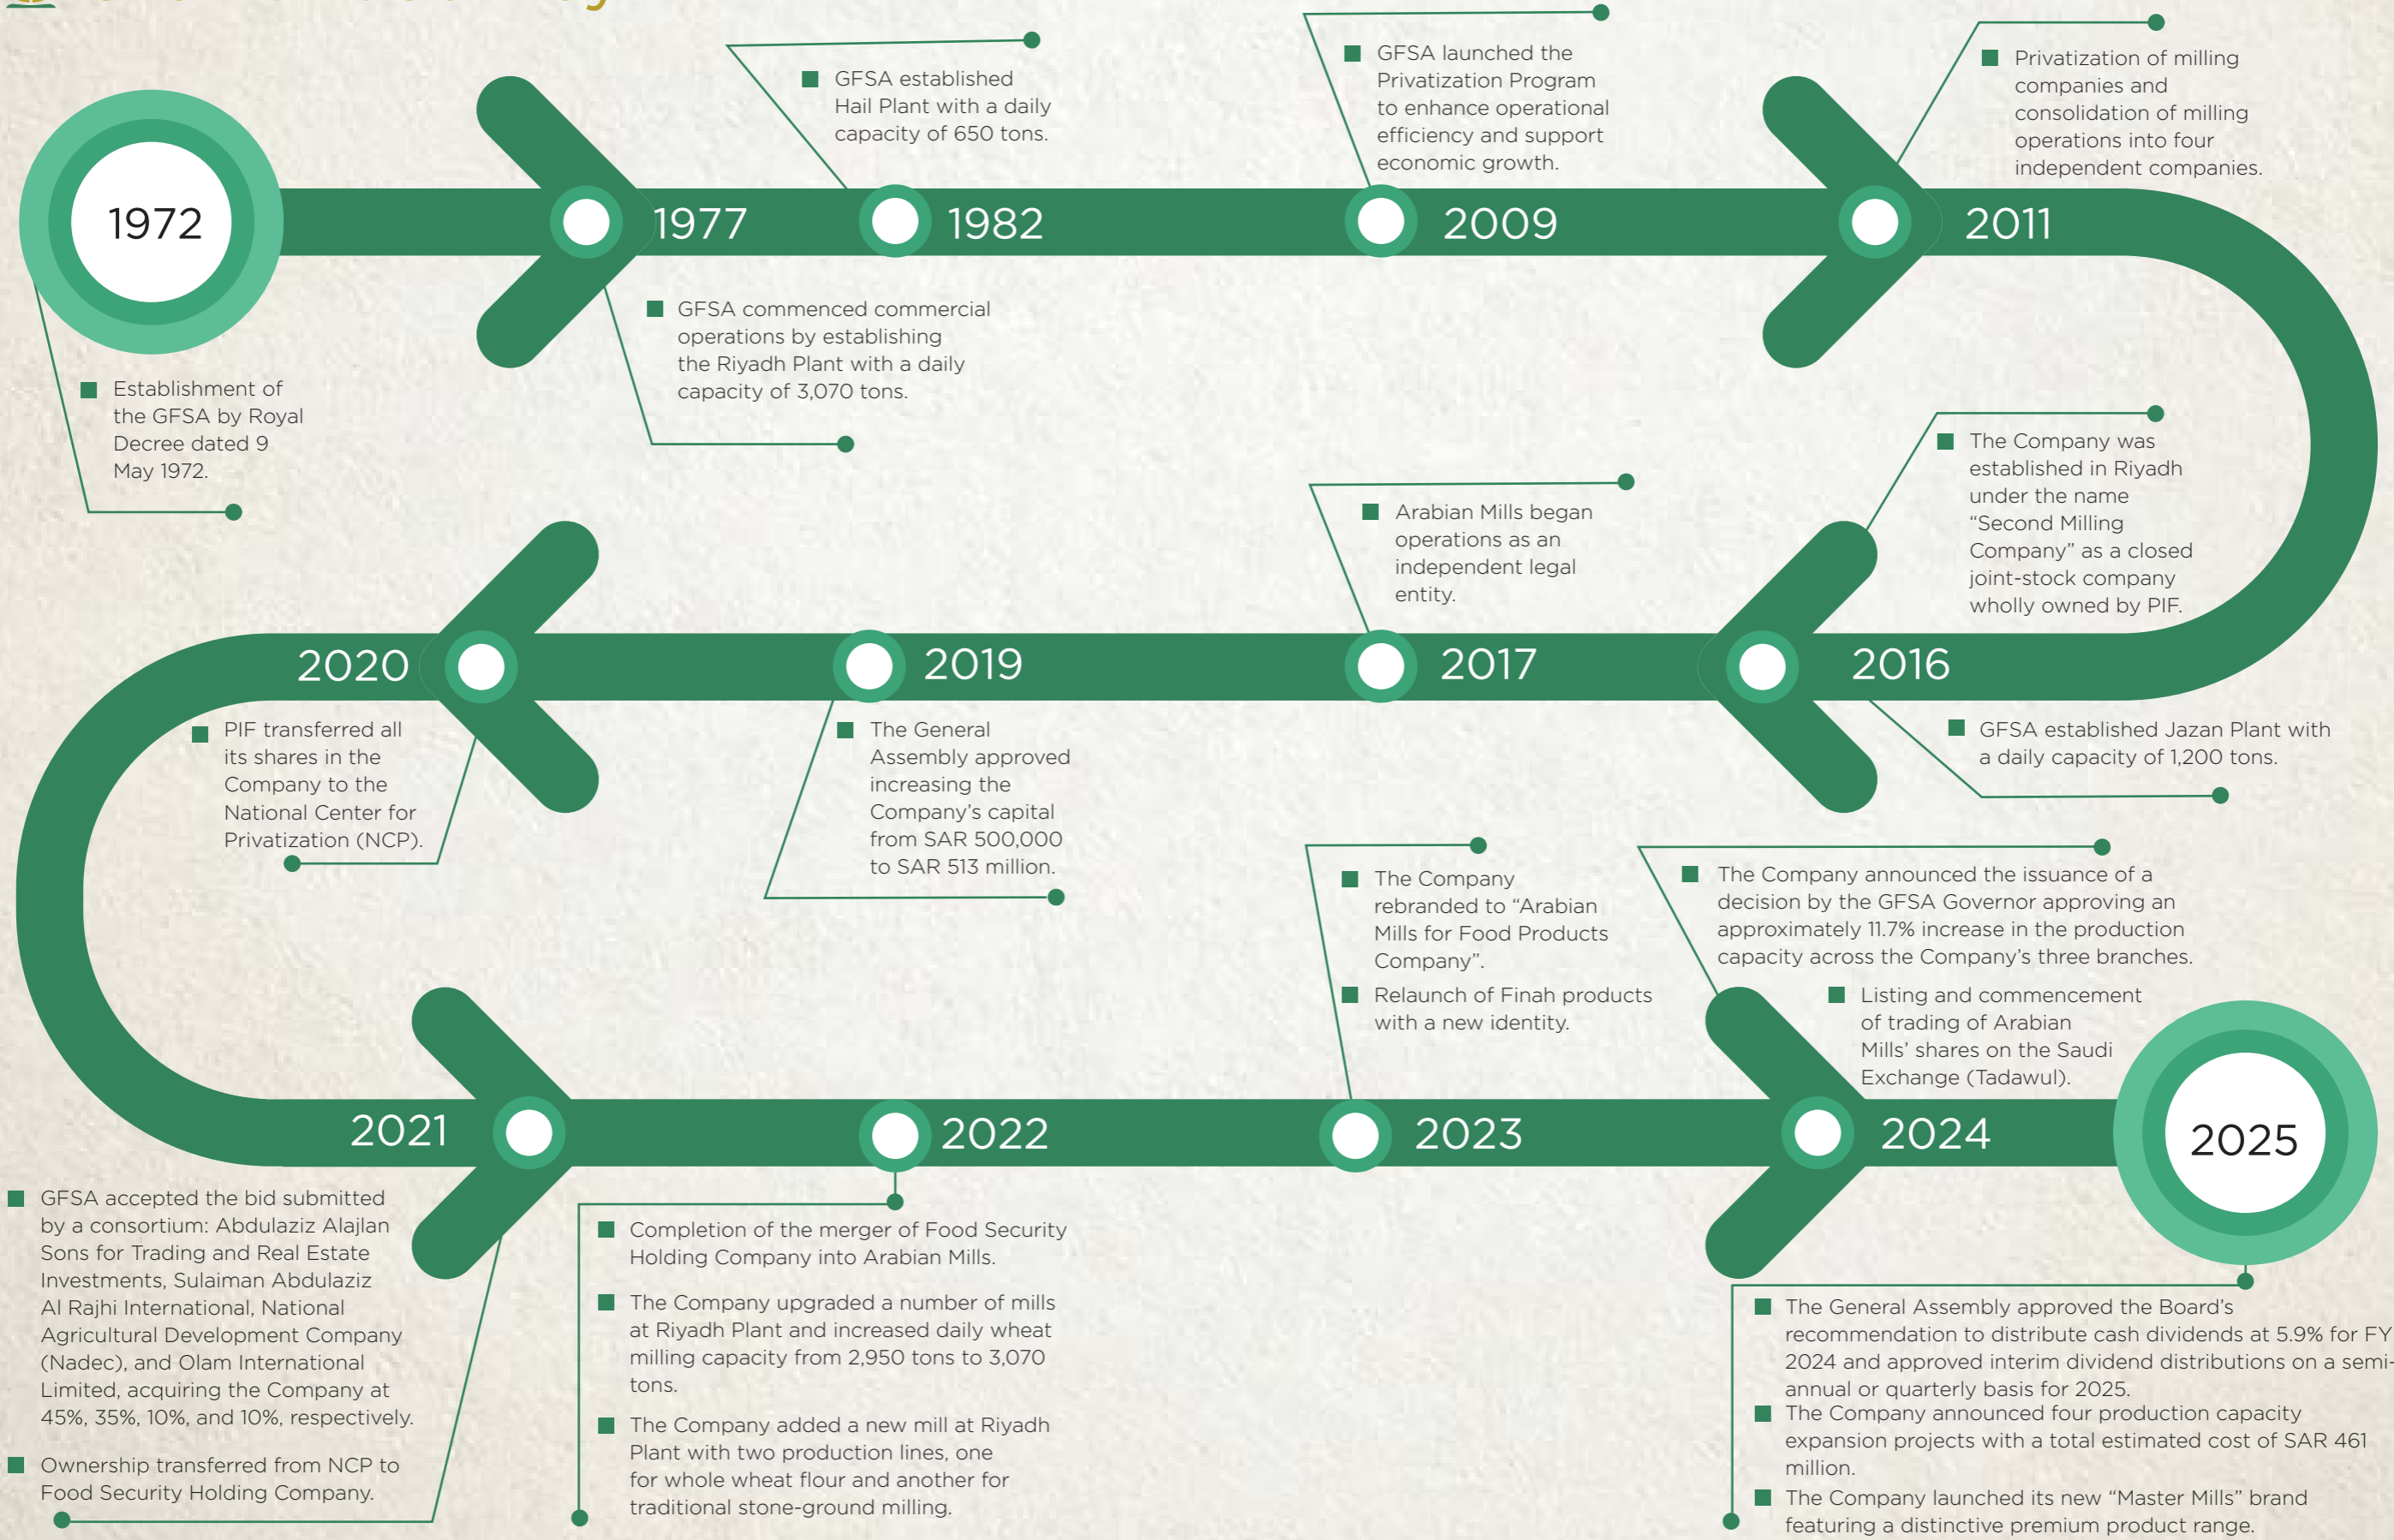 1972
Establishment of
the GFSA by Royal
Decree dated 9
May 1972.
1977
GFSA commenced commercial
operations by establishing
the Riyadh Plant with a daily
capacity of 3,070 tons.
GFSA established
Hail Plant with a daily
capacity of 650 tons.
1982
GFSA launched the
Privatization Program
to enhance operational
efficiency and support
economic growth.
2009
Privatization of milling
companies and
consolidation of milling
operations into four
independent companies.
2011
The Company was
established in Riyadh
under the name
“Second Milling
Company” as a closed
joint-stock company
wholly owned by PIF.
2016
GFSA established Jazan Plant with
a daily capacity of 1,200 tons.
Arabian Mills began
operations as an
independent legal
entity.
2017
2019
The General
Assembly approved
increasing the
Company’s capital
from SAR 500,000
to SAR 513 million.
2020
PIF transferred all
its shares in the
Company to the
National Center for
Privatization (NCP).
2021
GFSA accepted the bid submitted
by a consortium: Abdulaziz Alajlan
Sons for Trading and Real Estate
Investments, Sulaiman Abdulaziz
Al Rajhi International, National
Agricultural Development Company
(Nadec), and Olam International
Limited, acquiring the Company at
45%, 35%, 10%, and 10%, respectively.
Ownership transferred from NCP to
Food Security Holding Company.
2022
Completion of the merger of Food Security
Holding Company into Arabian Mills.
The Company upgraded a number of mills
at Riyadh Plant and increased daily wheat
milling capacity from 2,950 tons to 3,070
tons.
The Company added a new mill at Riyadh
Plant with two production lines, one
for whole wheat flour and another for
traditional stone-ground milling.
The Company
rebranded to “Arabian
Mills for Food Products
Company”.
Relaunch of Finah products
with a new identity.
2023
The Company announced the issuance of a
decision by the GFSA Governor approving an
approximately 11.7% increase in the production
capacity across the Company’s three branches.
Listing and commencement
of trading of Arabian
Mills’ shares on the Saudi
Exchange (Tadawul).
2024
2025
The General Assembly approved the Board’s
recommendation to distribute cash dividends at 5.9% for FY
2024 and approved interim dividend distributions on a semi-
annual or quarterly basis for 2025.
The Company announced four production capacity
expansion projects with a total estimated cost of SAR 461
million.
The Company launched its new “Master Mills” brand
featuring a distinctive premium product range.